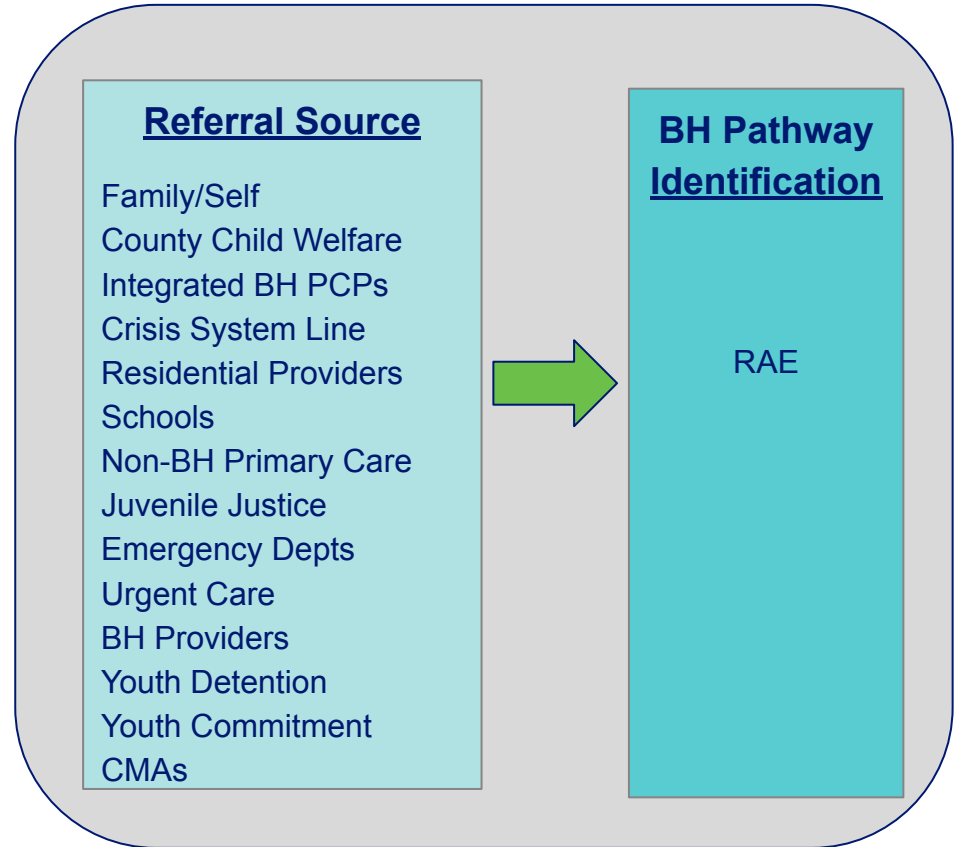 Referral Source
Family/Self
County Child Welfare
Integrated BH PCPs
Crisis System Line
Residential Providers
Schools
Non-BH Primary Care
Juvenile Justice
Emergency Depts
Urgent Care
BH Providers
Youth Detention
Youth Commitment
CMAs
BH Pathway
Identification
RAE